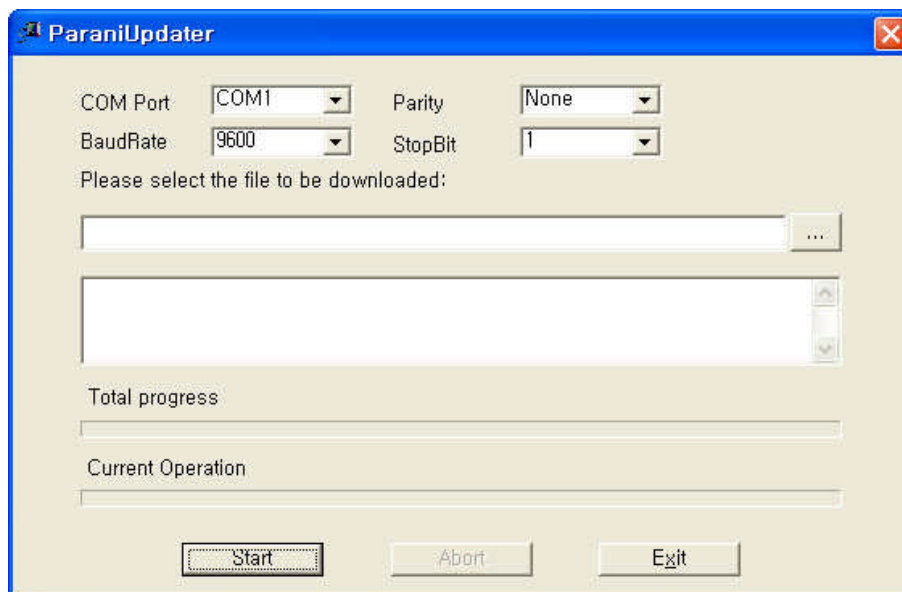 ParaniUpdater
COM Port COM1 Parity None
BaudRate 9600 StopBit 1
Please select the file to be downloaded:
...
Total progress
Current Operation
Start Abort Exit